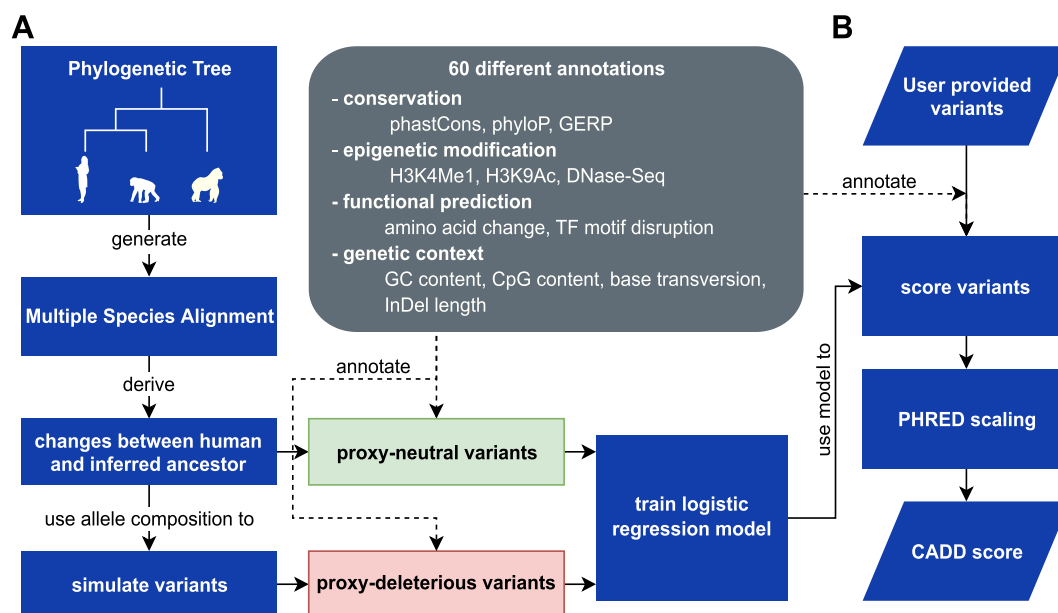 A
B
Phylogenetic Tree
generate
Multiple Species Alignment
derive
changes between human
and inferred ancestor
use allele composition to
simulate variants
60 different annotations
- conservation
phastCons, phyloP, GERP
- epigenetic modification
H3K4Me1, H3K9Ac, DNase-Seq
- functional prediction
amino acid change, TF motif disruption
- genetic context
GC content, CpG content, base transversion,
InDel length
annotate
proxy-neutral variants
proxy-deleterious variants
train logistic
regression model
use model to
User provided
variants
annotate
score variants
PHRED scaling
CADD score